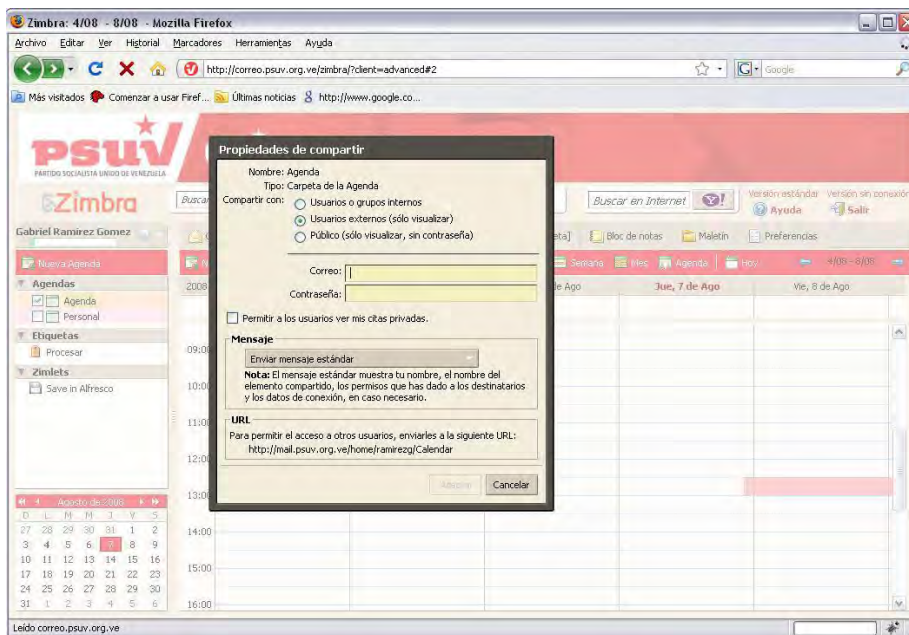 Zimbra: 4/08 - 8/08 - Mozilla Firefox
Archivo Editar Ver Historial Marcadores Herramientas Ayuda
http://correo.psuv.org.ve/zimbra/?client=advanced#2
G Google
Más visitados Comenzar a usar Firef... Últimas noticias http://www.google.co...
psuv
PARTIDO SOCIALISTA UNIDO DE VENEZUELA
Zimbra
Buscar en Internet Y!
Versión estándar Versión sin conexión
Ayuda Salir
Gabriel Ramirez Gomez
Bloc de notas Maletín Preferencias
Nueva Agenda
Semana Mes Agenda Hoy 4/08 - 8/08
Agendas
Agenda
Personal
Etiquetas
Procesar
Zimlets
Save in Alfresco
2008
de Ago Jue, 7 de Ago Vie, 8 de Ago
09:00
10:00
11:00
12:00
13:00
14:00
15:00
16:00
Propiedades de compartir
Nombre: Agenda
Tipo: Carpeta de la Agenda
Compartir con: Usuarios o grupos internos
Usuarios externos (sólo visualizar)
Público (sólo visualizar, sin contraseña)
Correo:
Contraseña:
Permitir a los usuarios ver mis citas privadas.
Mensaje
Enviar mensaje estándar
Nota: El mensaje estándar muestra tu nombre, el nombre del
elemento compartido, los permisos que has dado a los destinatarios
y los datos de conexión, en caso necesario.
URL
Para permitir el acceso a otros usuarios, enviarles a la siguiente URL:
http://mail.psuv.org.ve/home/ramirezg/Calendar
Cancelar
Agosto de 2008
D L M M J V S
27 28 29 30 31 1 2
3 4 5 6 7 8 9
10 11 12 13 14 15 16
17 18 19 20 21 22 23
24 25 26 27 28 29 30
31 1 2 3 4 5 6
Leído correo.psuv.org.ve